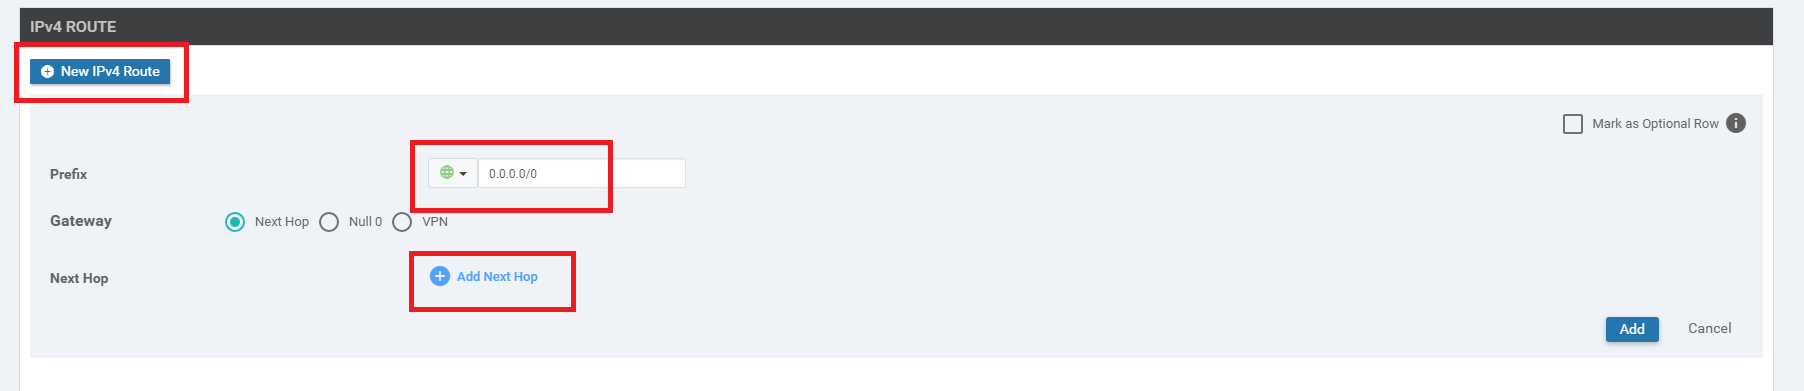 IPv4 ROUTE
New IPv4 Route
Mark as Optional Row
Prefix 0.0.0.0/0
Gateway Next Hop Null 0 VPN
Next Hop Add Next Hop
Add Cancel